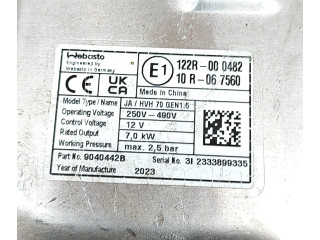 Webasto
Engineered by
Webasto in Germany
CE UK CA
E1 122R-00 0482
10 R-06 7560
Made in China
Model Type / Name JA / HVH 70 GEN1.5
Operating Voltage 250V-490V
Control Voltage 12 V
Rated Output 7,0 kW
Working Pressure max. 2,5 bar
Part No. 9040442B Serial No. 3I 2333899335
Year of Manufacture 2023